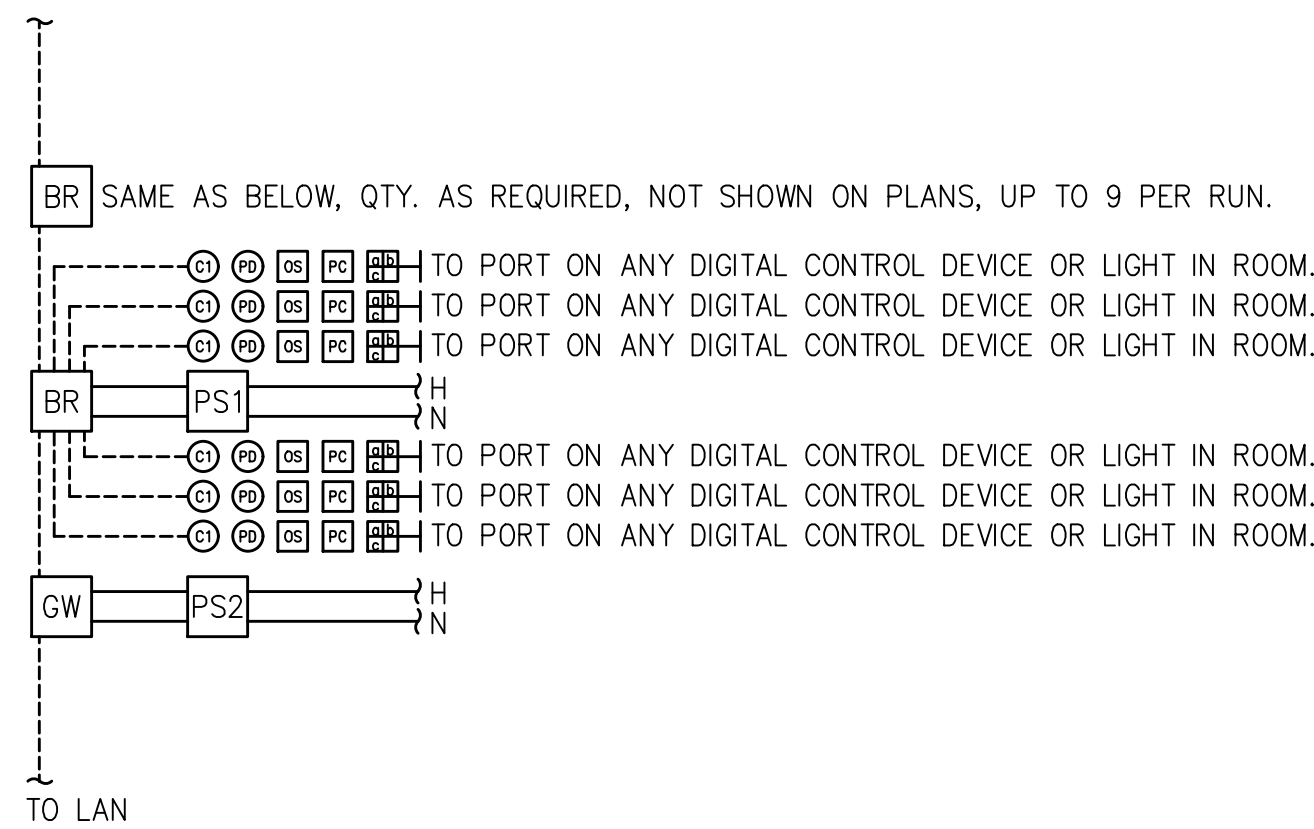 BR SAME AS BELOW, QTY. AS REQUIRED, NOT SHOWN ON PLANS, UP TO 9 PER RUN.
C1 PD OS PC a b c TO PORT ON ANY DIGITAL CONTROL DEVICE OR LIGHT IN ROOM.
C1 PD OS PC a b c TO PORT ON ANY DIGITAL CONTROL DEVICE OR LIGHT IN ROOM.
C1 PD OS PC a b c TO PORT ON ANY DIGITAL CONTROL DEVICE OR LIGHT IN ROOM.
BR PS1 H
N
C1 PD OS PC a b c TO PORT ON ANY DIGITAL CONTROL DEVICE OR LIGHT IN ROOM.
C1 PD OS PC a b c TO PORT ON ANY DIGITAL CONTROL DEVICE OR LIGHT IN ROOM.
C1 PD OS PC a b c TO PORT ON ANY DIGITAL CONTROL DEVICE OR LIGHT IN ROOM.
GW PS2 H
N
TO LAN